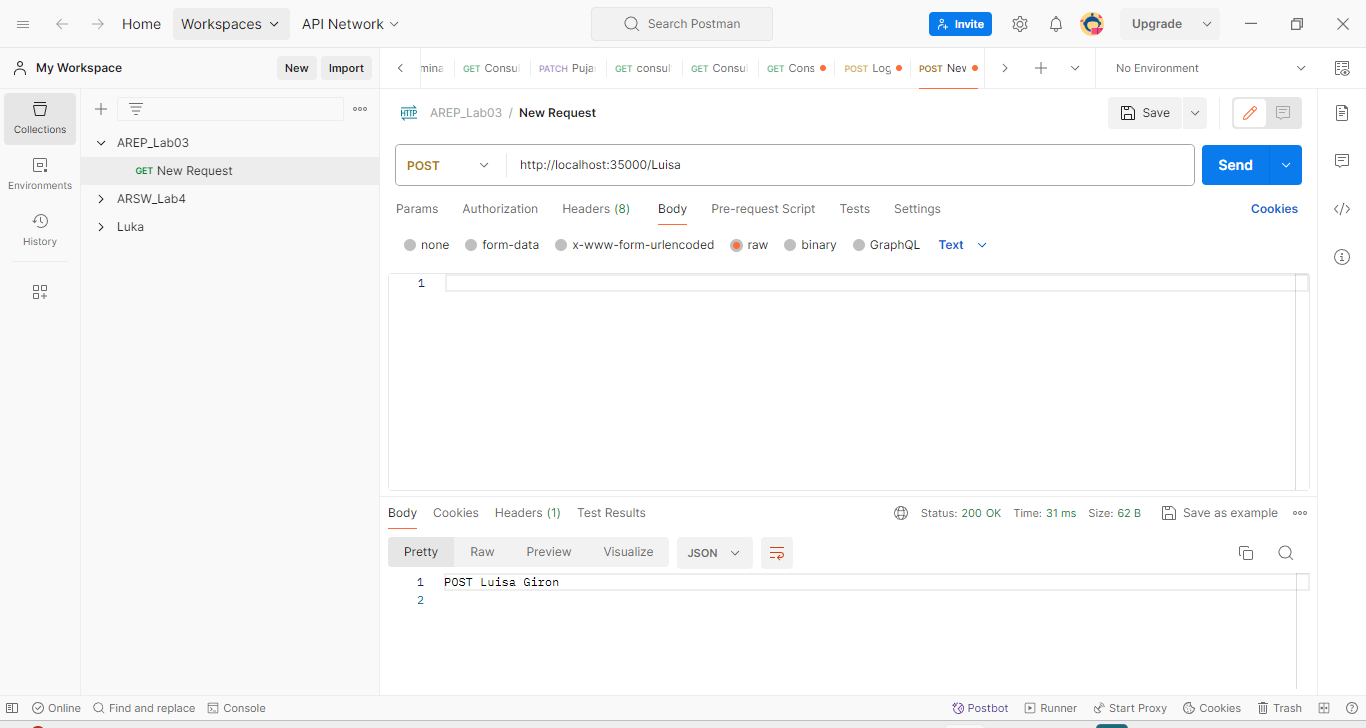 Home Workspaces API Network Search Postman Invite Upgrade
My Workspace New Import
GET Consul PATCH Puja GET consul GET Consul GET Cons POST Log POST New No Environment
Collections
Environments
History
AREP_Lab03
GET New Request
ARSW_Lab4
Luka
HTTP AREP_Lab03 / New Request Save
POST http://localhost:35000/Luisa Send
Params Authorization Headers (8) Body Pre-request Script Tests Settings Cookies
none form-data x-www-form-urlencoded raw binary GraphQL Text
1
Body Cookies Headers (1) Test Results Status: 200 OK Time: 31 ms Size: 62 B Save as example
Pretty Raw Preview Visualize JSON
1 POST Luisa Giron
2
Online Find and replace Console Postbot Runner Start Proxy Cookies Trash